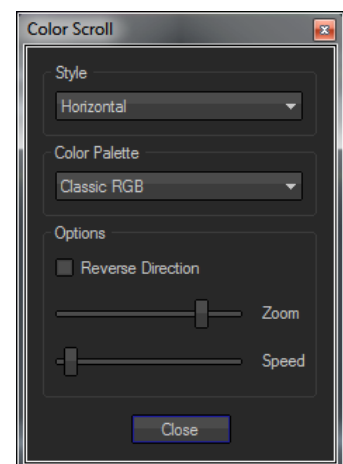 Color Scroll
Style
Horizontal
Color Palette
Classic RGB
Options
Reverse Direction
Zoom
Speed
Close